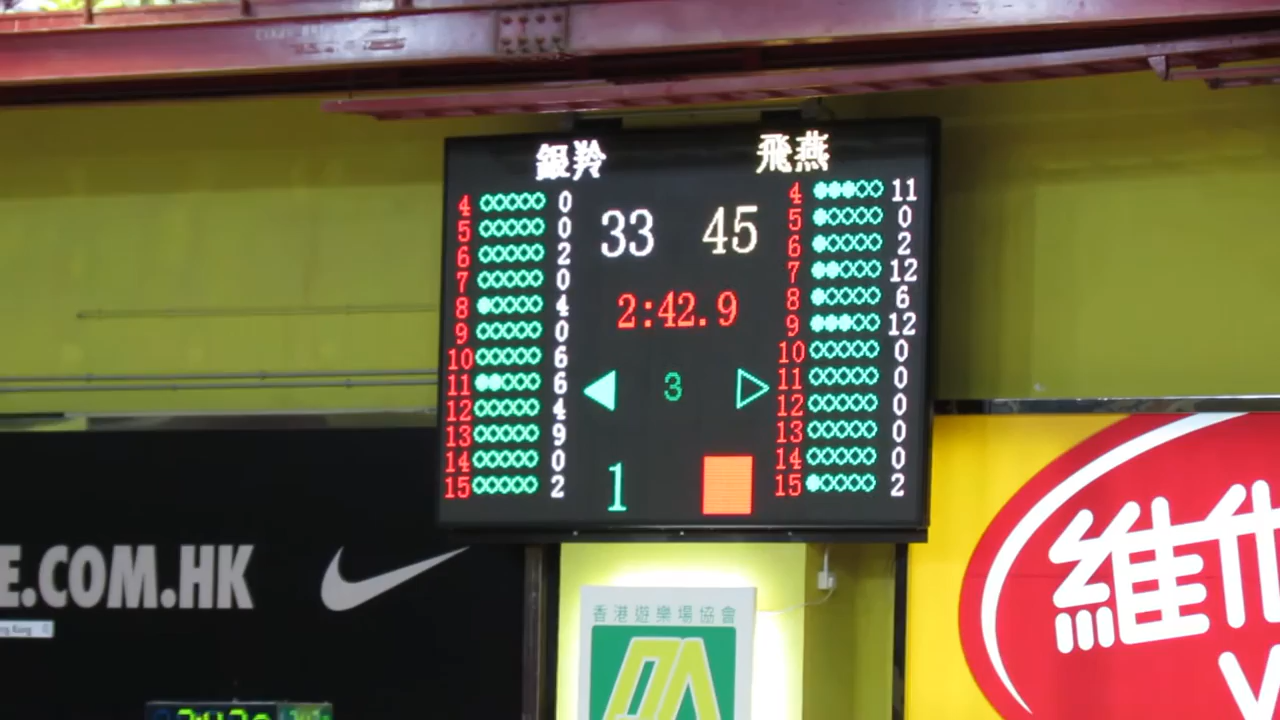 銀羚 飛燕
4 0 33 45 4 11
5 0 5 0
6 2 6 2
7 0 2:42.9 7 12
8 4 8 6
9 0 9 12
10 6 10 0
11 6 3 11 0
12 4 12 0
13 9 13 0
14 0 1 14 0
15 2 15 2
E.COM.HK
香港遊樂場協會
維他